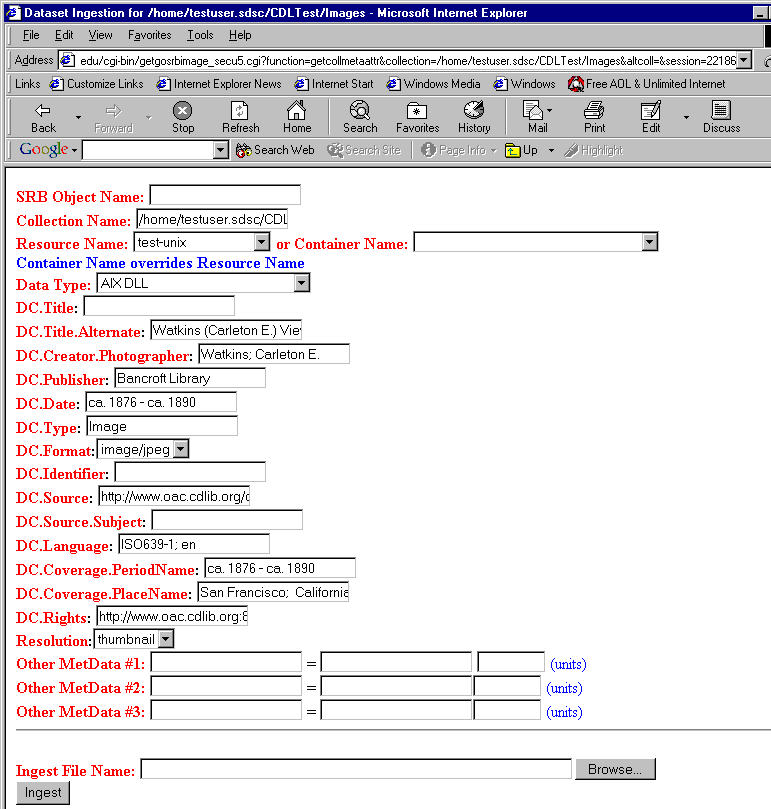 Dataset Ingestion for /home/testuser.sdsc/CDLTest/Images - Microsoft Internet Explorer
File Edit View Favorites Tools Help
Address edu/cgi-bin/getgosrbimage_secu5.cgi?function=getcollmetaattr&collection=/home/testuser.sdsc/CDLTest/Images&altcoll=&session=22186
Links Customize Links Internet Explorer News Internet Start Windows Media Windows Free AOL & Unlimited Internet
Back Forward Stop Refresh Home Search Favorites History Mail Print Edit Discuss
Google Search Web Search Site Page Info Up Highlight
SRB Object Name:
Collection Name: /home/testuser.sdsc/CDL
Resource Name: test-unix or Container Name:
Container Name overrides Resource Name
Data Type: AIX DLL
DC.Title:
DC.Title.Alternate: Watkins (Carleton E.) Vie
DC.Creator.Photographer: Watkins; Carleton E.
DC.Publisher: Bancroft Library
DC.Date: ca. 1876 - ca. 1890
DC.Type: Image
DC.Format: image/jpeg
DC.Identifier:
DC.Source: http://www.oac.cdlib.org/
DC.Source.Subject:
DC.Language: ISO639-1; en
DC.Coverage.PeriodName: ca. 1876 - ca. 1890
DC.Coverage.PlaceName: San Francisco; California
DC.Rights: http://www.oac.cdlib.org:8
Resolution: thumbnail
Other MetData #1: = (units)
Other MetData #2: = (units)
Other MetData #3: = (units)
Ingest File Name: Browse...
Ingest